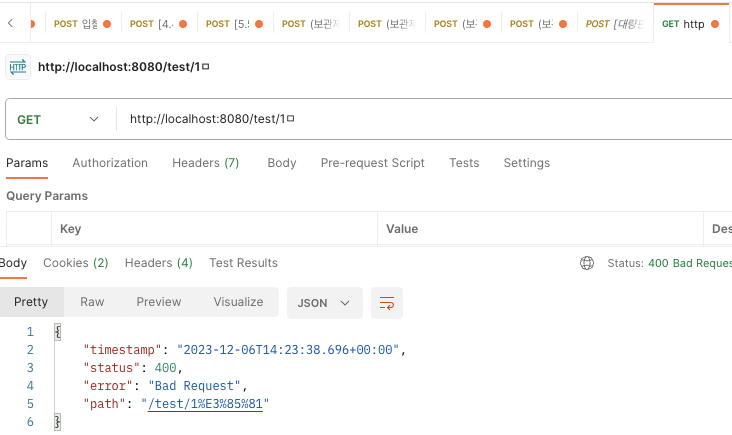 POST 입찰
POST [4.
POST [5.5
POST (보관
POST (보관
POST (보
POST (보
POST [대량
GET http
HTTP
http://localhost:8080/test/1ㅁ
GET
http://localhost:8080/test/1ㅁ
Params Authorization Headers (7) Body Pre-request Script Tests Settings
Query Params
Key Value Des
Body Cookies (2) Headers (4) Test Results Status: 400 Bad Reques
Pretty Raw Preview Visualize JSON
1 {
2 "timestamp": "2023-12-06T14:23:38.696+00:00",
3 "status": 400,
4 "error": "Bad Request",
5 "path": "/test/1%E3%85%81"
6 }